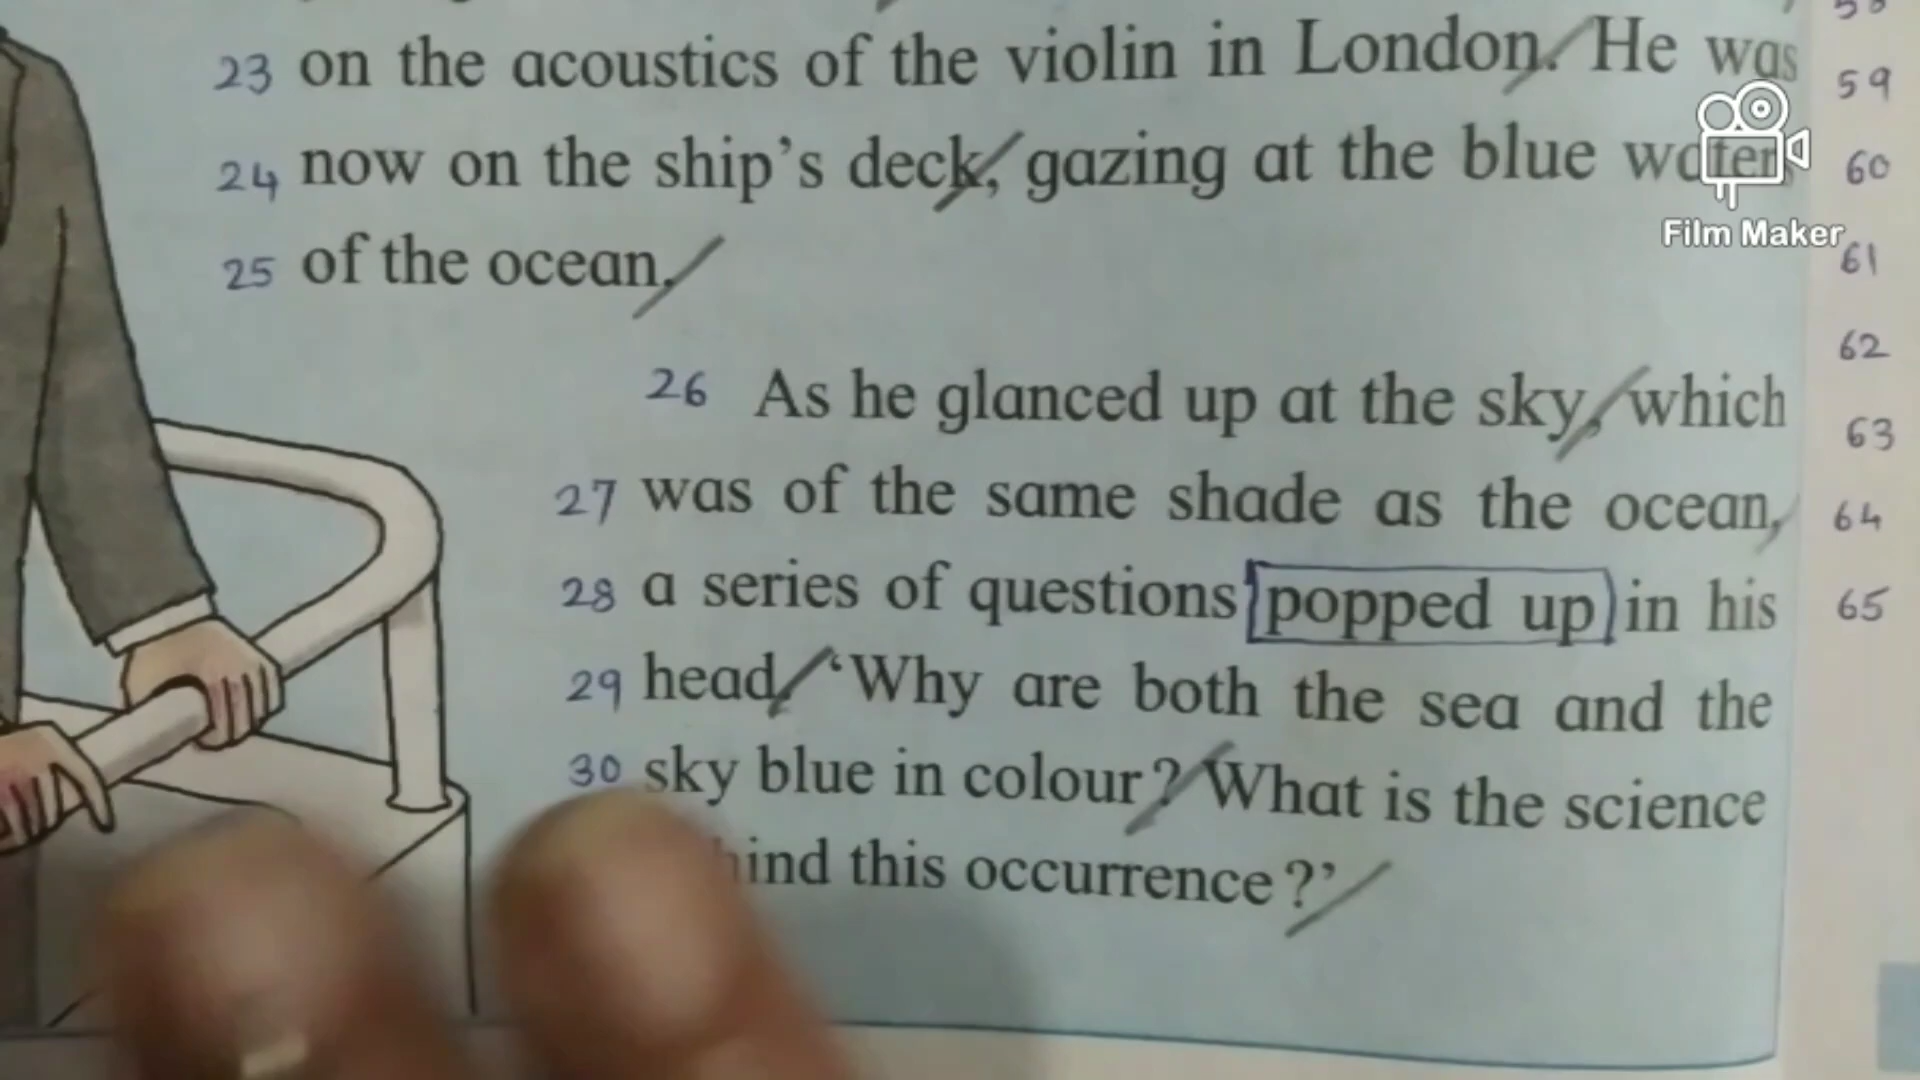 23 on the acoustics of the violin in London. He was
24 now on the ship's deck, gazing at the blue water
25 of the ocean.
26 As he glanced up at the sky, which
27 was of the same shade as the ocean,
28 a series of questions popped up in his
29 head. 'Why are both the sea and the
30 sky blue in colour? What is the science
this occurrence?'
59
60
61
62
63
64
65
Film Maker